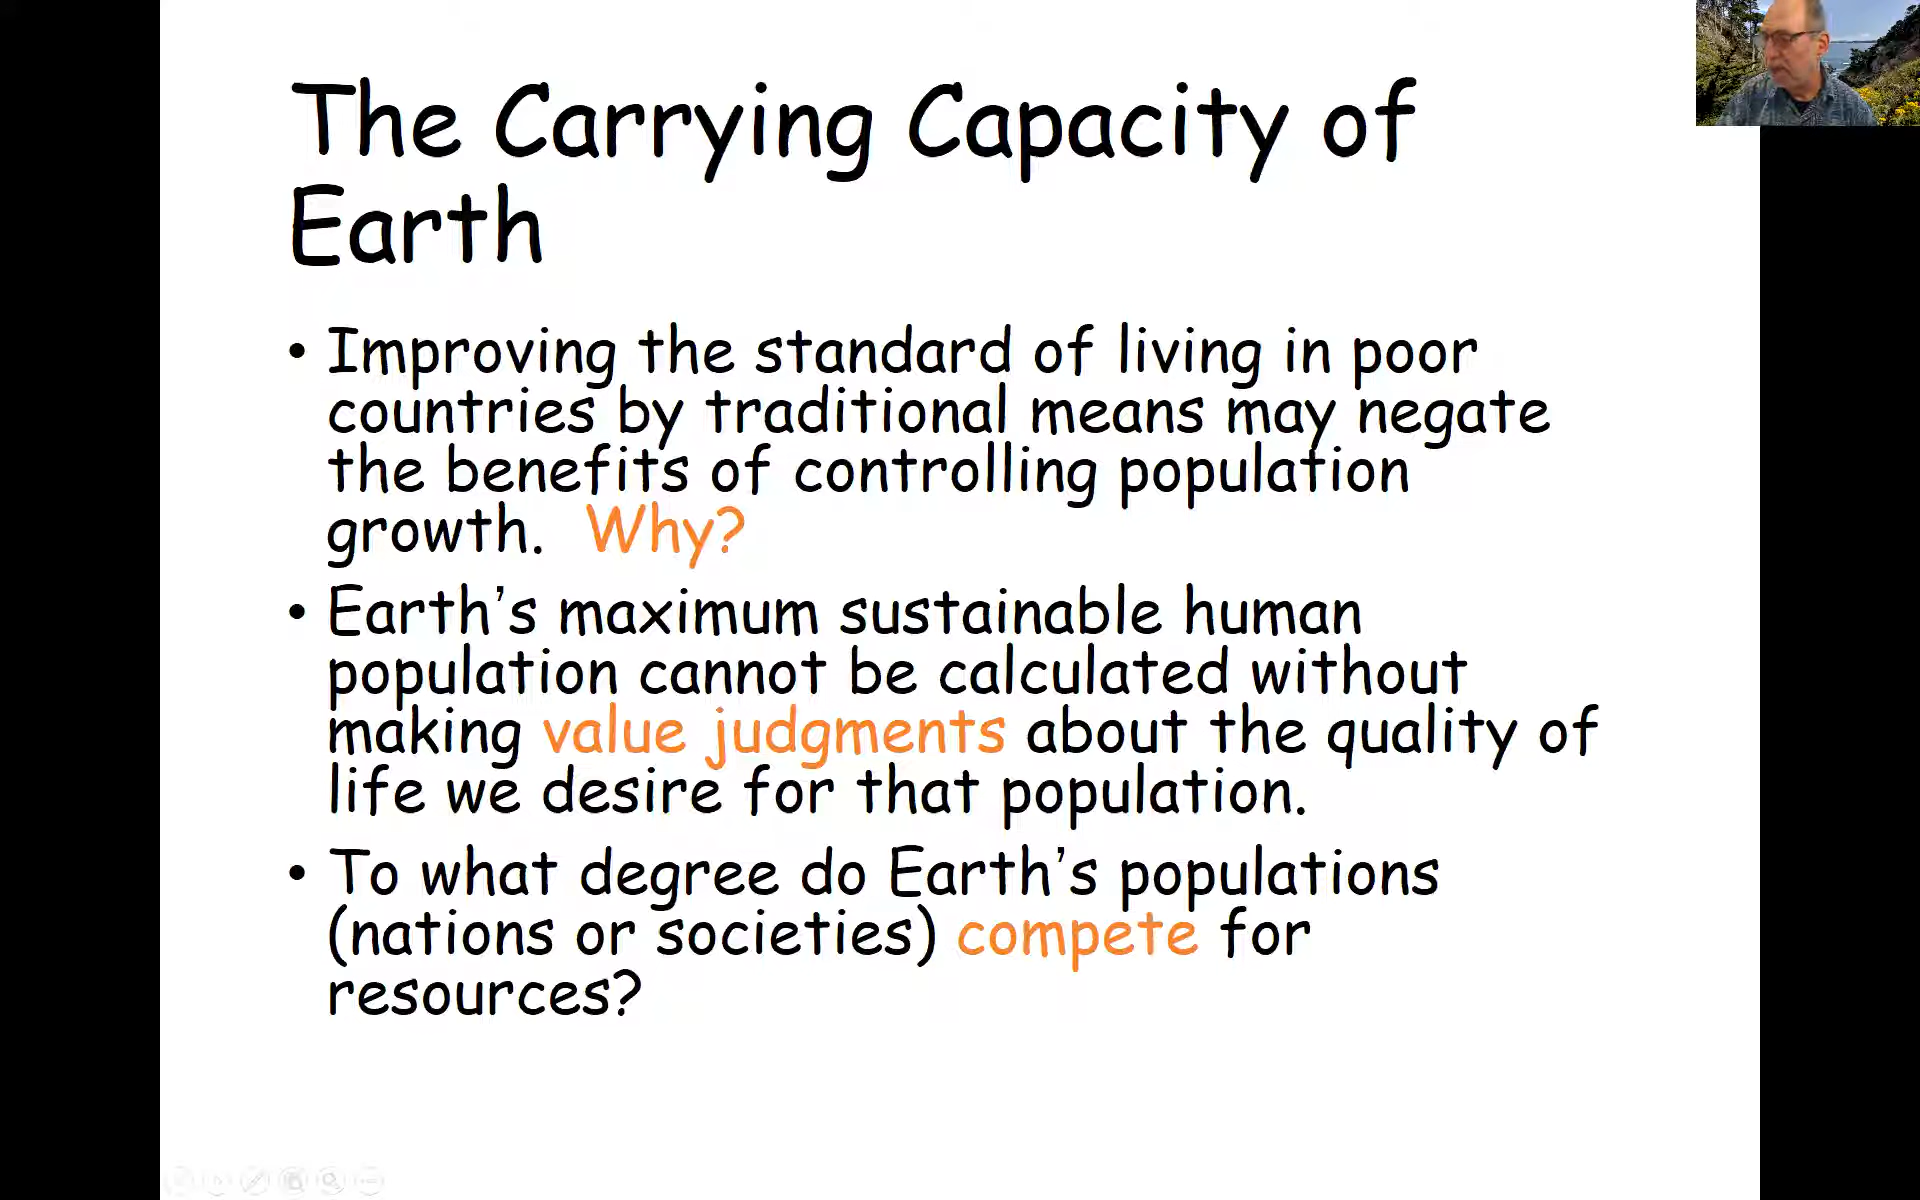 The Carrying Capacity of
Earth
• Improving the standard of living in poor
countries by traditional means may negate
the benefits of controlling population
growth.  Why?
• Earth’s maximum sustainable human
population cannot be calculated without
making value judgments about the quality of
life we desire for that population.
• To what degree do Earth’s populations
(nations or societies) compete for
resources?